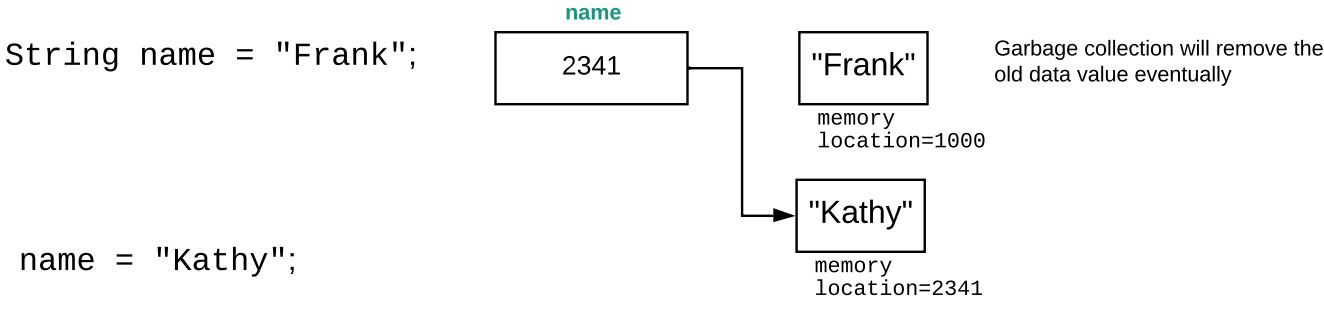 name
String name = "Frank";
2341
"Frank"
Garbage collection will remove the
old data value eventually
memory
location=1000
"Kathy"
name = "Kathy";
memory
location=2341